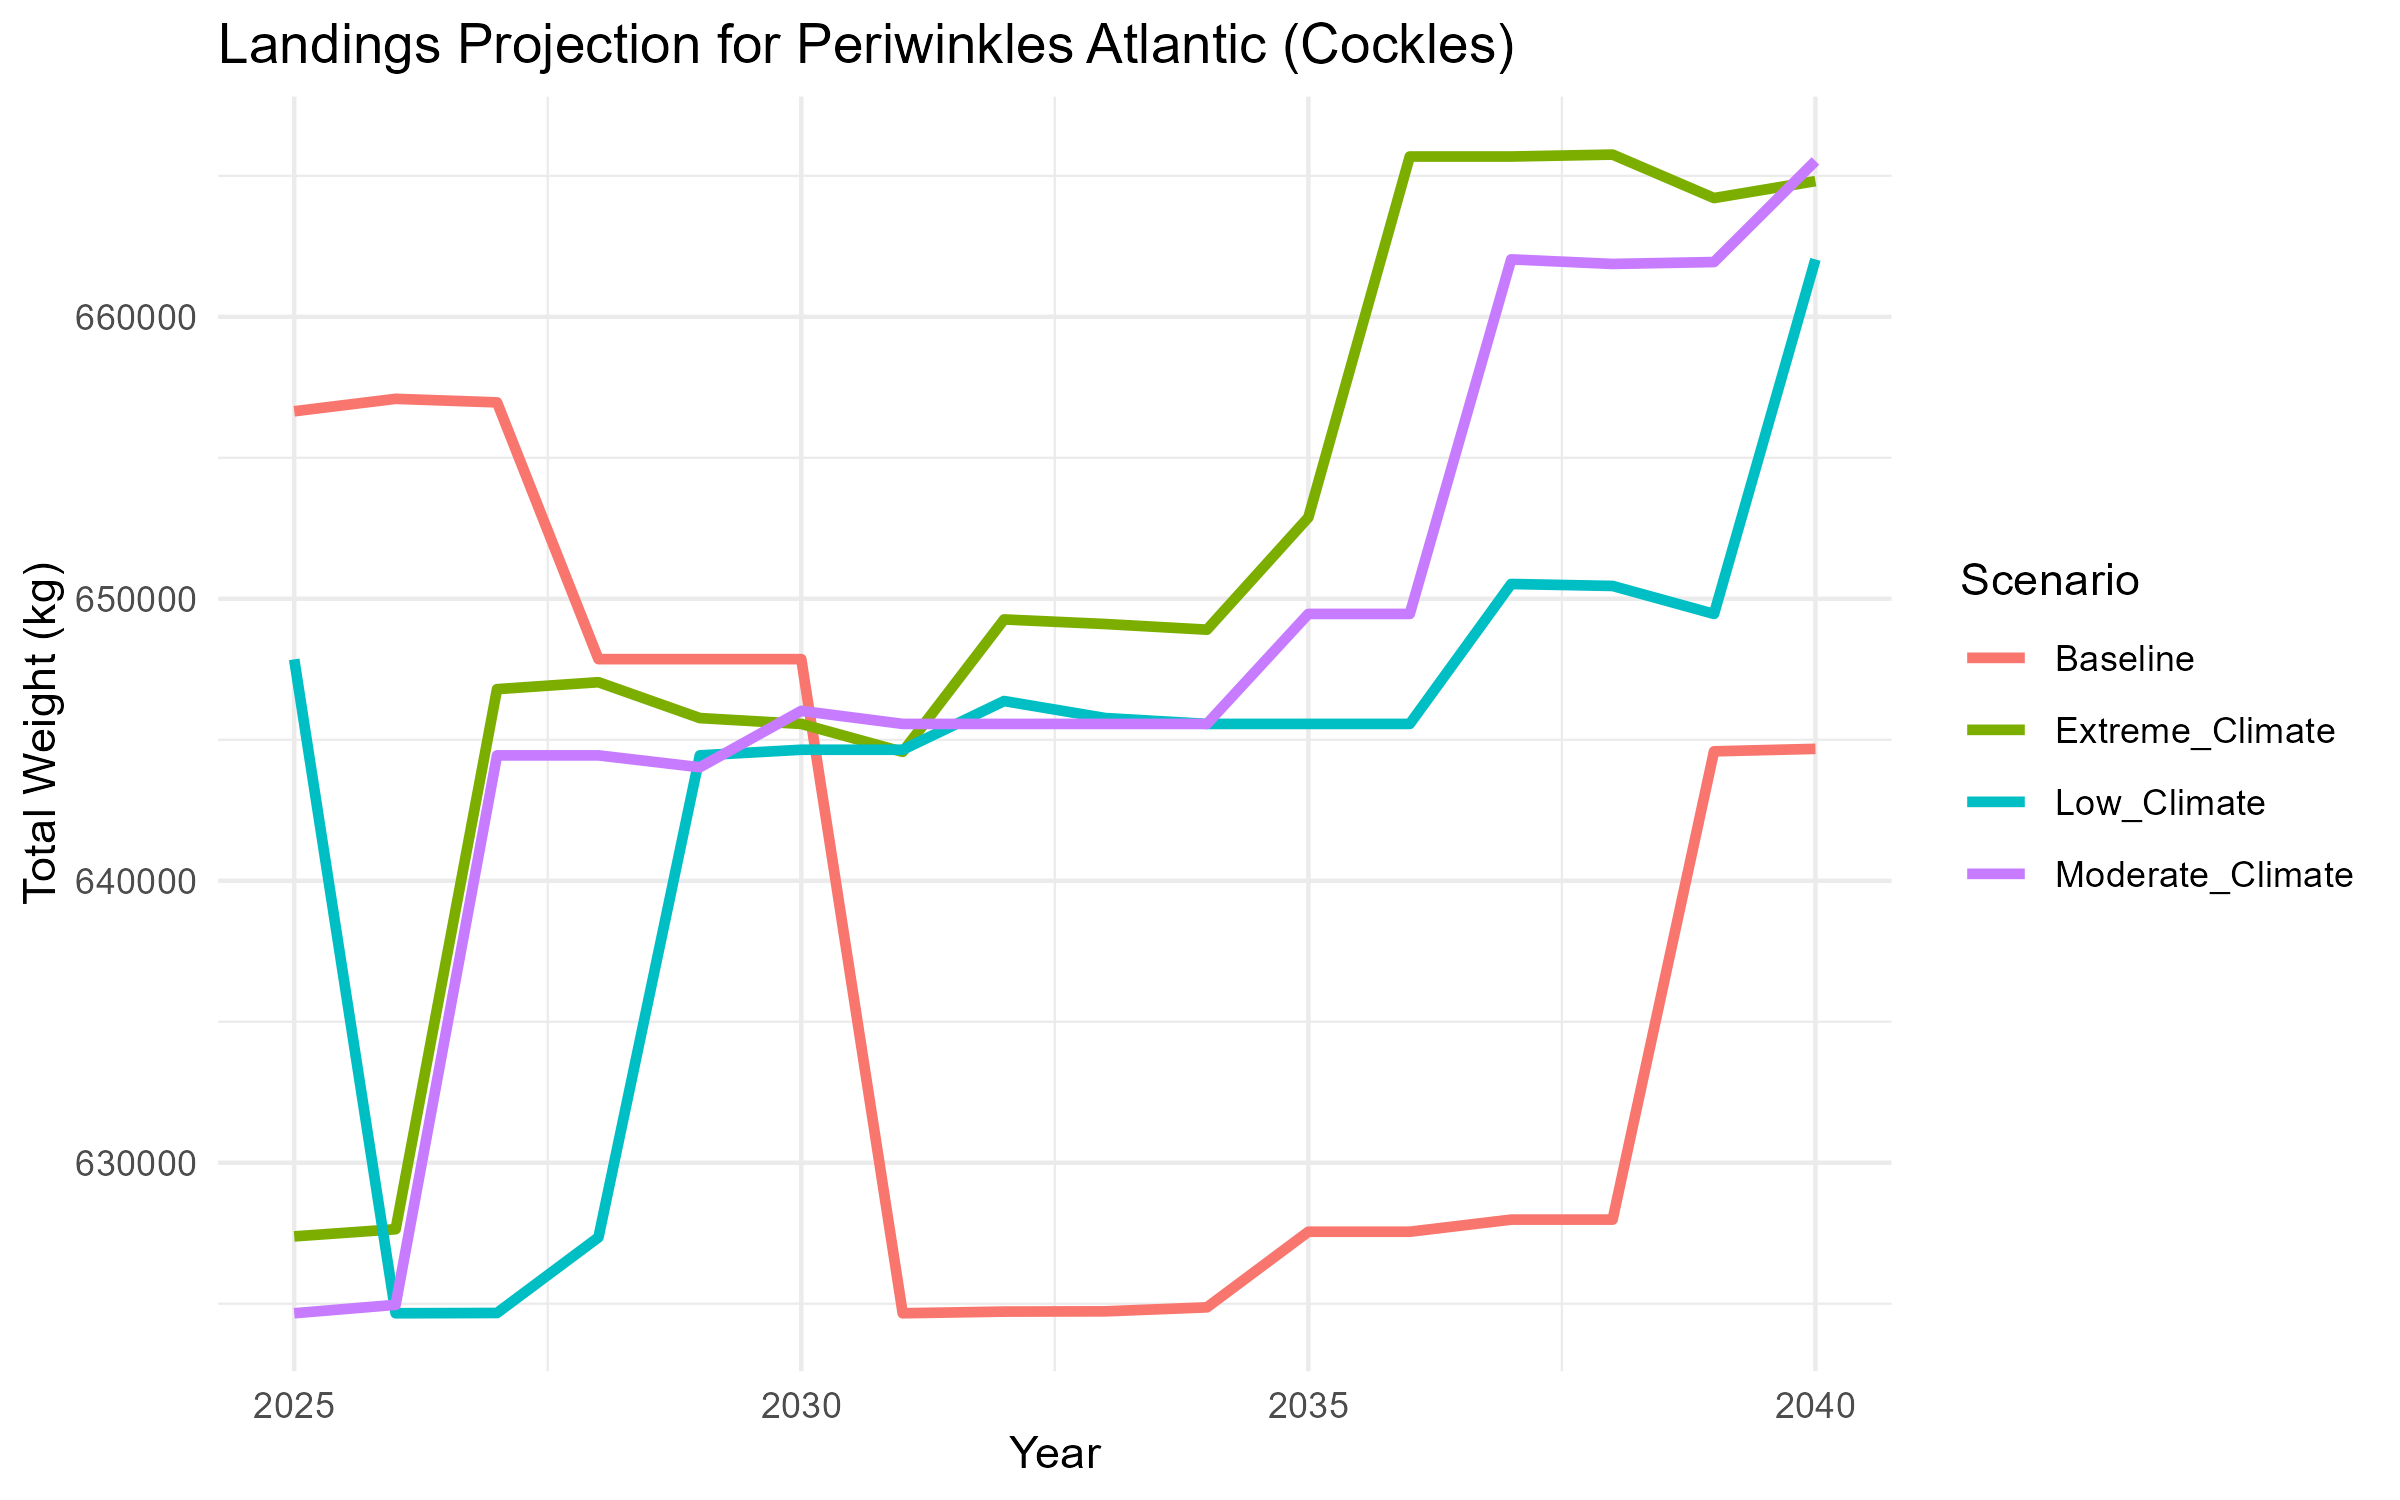 Landings Projection for Periwinkles Atlantic (Cockles)
Total Weight (kg)
660000
650000
640000
630000
2025
2030
2035
2040
Year
Scenario
Baseline
Extreme_Climate
Low_Climate
Moderate_Climate